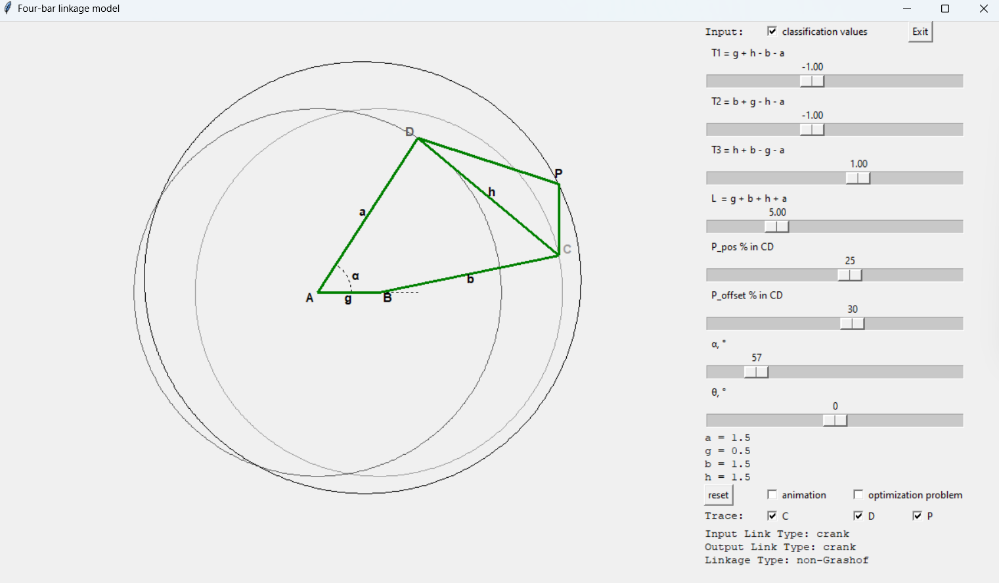 Four-bar linkage model
Input: classification values Exit
T1 = g + h - b - a
-1.00
T2 = b + g - h - a
-1.00
T3 = h + b - g - a
1.00
L = g + b + h + a
5.00
P_pos % in CD
25
P_offset % in CD
30
α, °
57
θ, °
0
a = 1.5
g = 0.5
b = 1.5
h = 1.5
reset animation optimization problem
Trace: C D P
Input Link Type: crank
Output Link Type: crank
Linkage Type: non-Grashof
D
P
h
a
C
α
b
A g B